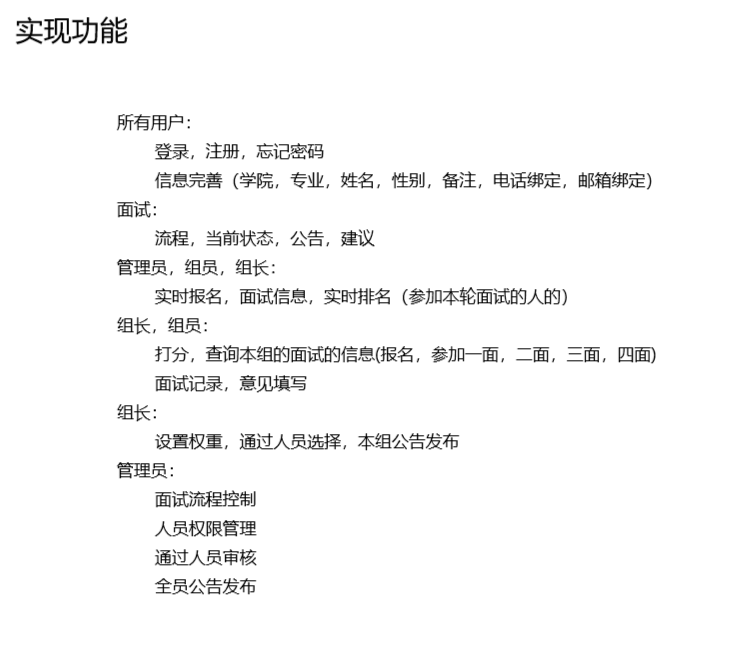 实现功能
所有用户：
登录，注册，忘记密码
信息完善（学院，专业，姓名，性别，备注，电话绑定，邮箱绑定）
面试：
流程，当前状态，公告，建议
管理员，组员，组长：
实时报名，面试信息，实时排名（参加本轮面试的人的）
组长，组员：
打分，查询本组的面试的信息(报名，参加一面，二面，三面，四面)
面试记录，意见填写
组长：
设置权重，通过人员选择，本组公告发布
管理员：
面试流程控制
人员权限管理
通过人员审核
全员公告发布